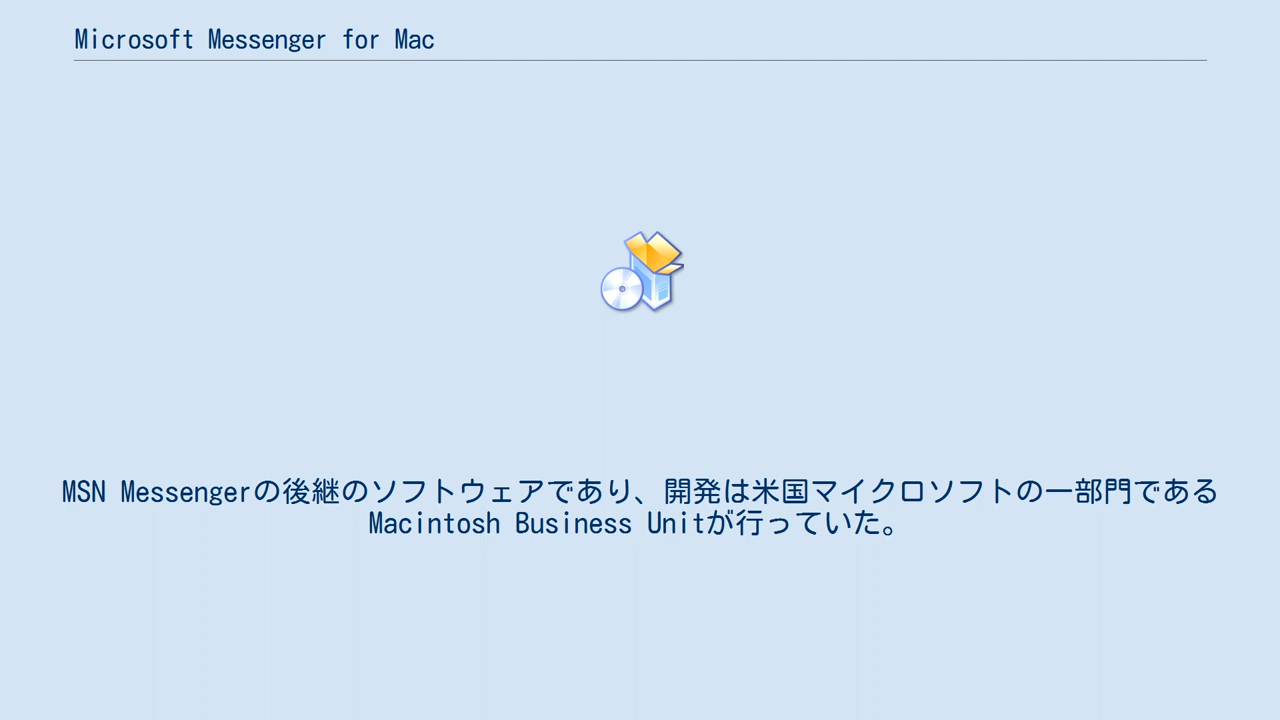 Microsoft Messenger for Mac
MSN Messengerの後継のソフトウェアであり、開発は米国マイクロソフトの一部門である
Macintosh Business Unitが行っていた。